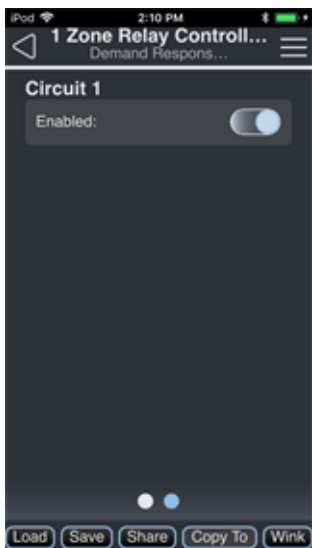 iPod 2:10 PM
1 Zone Relay Controll...
Demand Respons...
Circuit 1
Enabled:
Load Save Share Copy To Wink